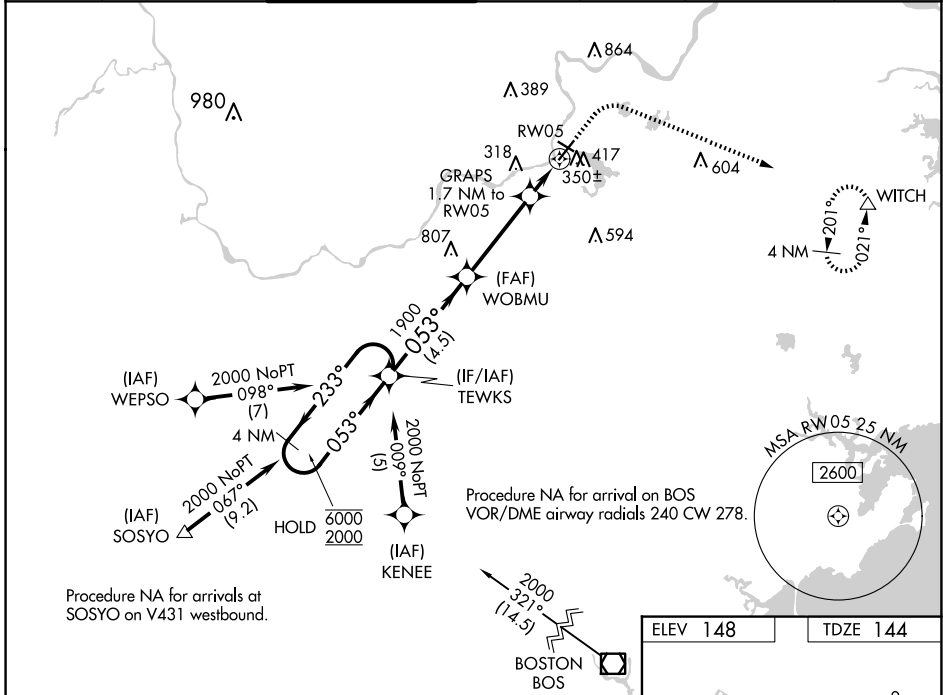 864
980
389
RW05
318
417
350±
604
GRAPS
1.7 NM to
RW05
WITCH
201°
021°
4 NM
807
594
(FAF)
WOBMU
1900
053°
(4.5)
(IAF)
WEPSO
2000 NoPT
098°
(7)
233°
(IF/IAF)
TEWKS
4 NM
053°
2000 NoPT
009°
(5)
2000 NoPT
067°
(9.2)
(IAF)
SOSYO
HOLD
6000
2000
(IAF)
KENEE
MSA RW05 25 NM
2600
Procedure NA for arrival on BOS
VOR/DME airway radials 240 CW 278.
Procedure NA for arrivals at
SOSYO on V431 westbound.
2000
321°
(14.5)
BOSTON
BOS
ELEV 148
TDZE 144